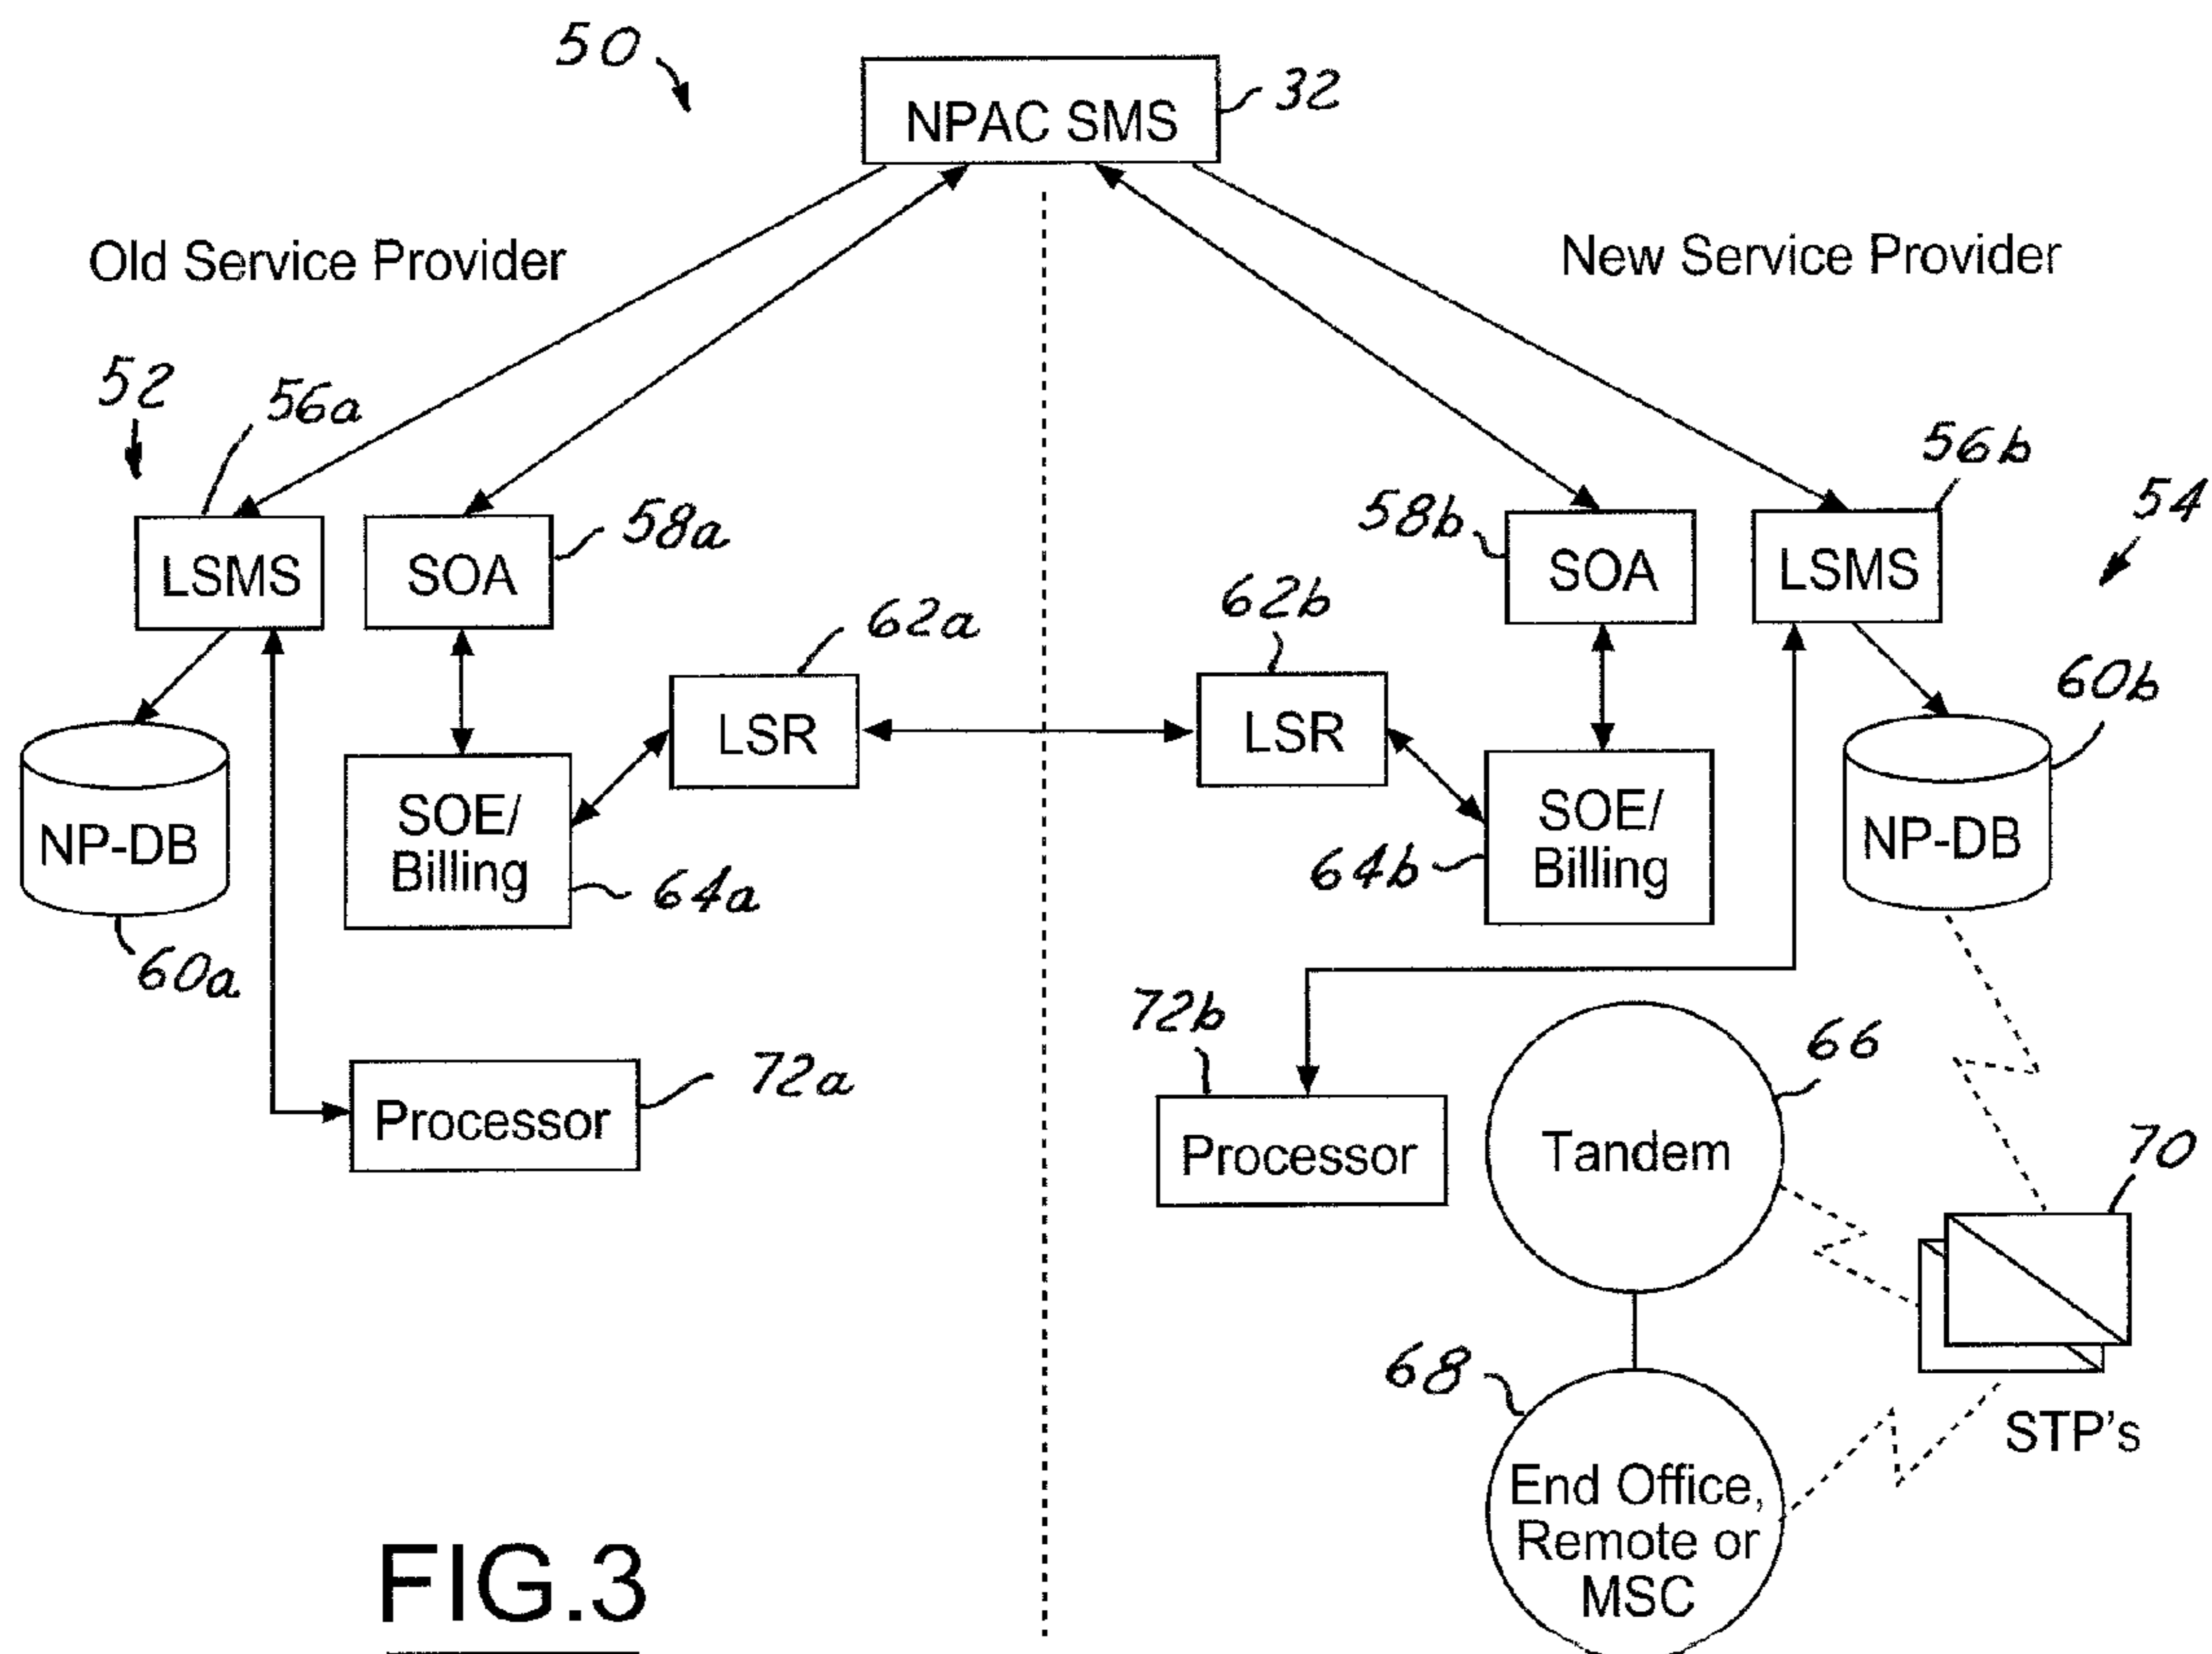 50
NPAC SMS
32
Old Service Provider
New Service Provider
52
56a
56b
54
LSMS
SOA
58a
58b
SOA
LSMS
62a
62b
LSR
LSR
60b
NP-DB
SOE/
Billing
64a
64b
SOE/
Billing
NP-DB
60a
72b
66
Processor
72a
Processor
Tandem
70
68
STP's
End Office,
Remote or
MSC
FIG.3